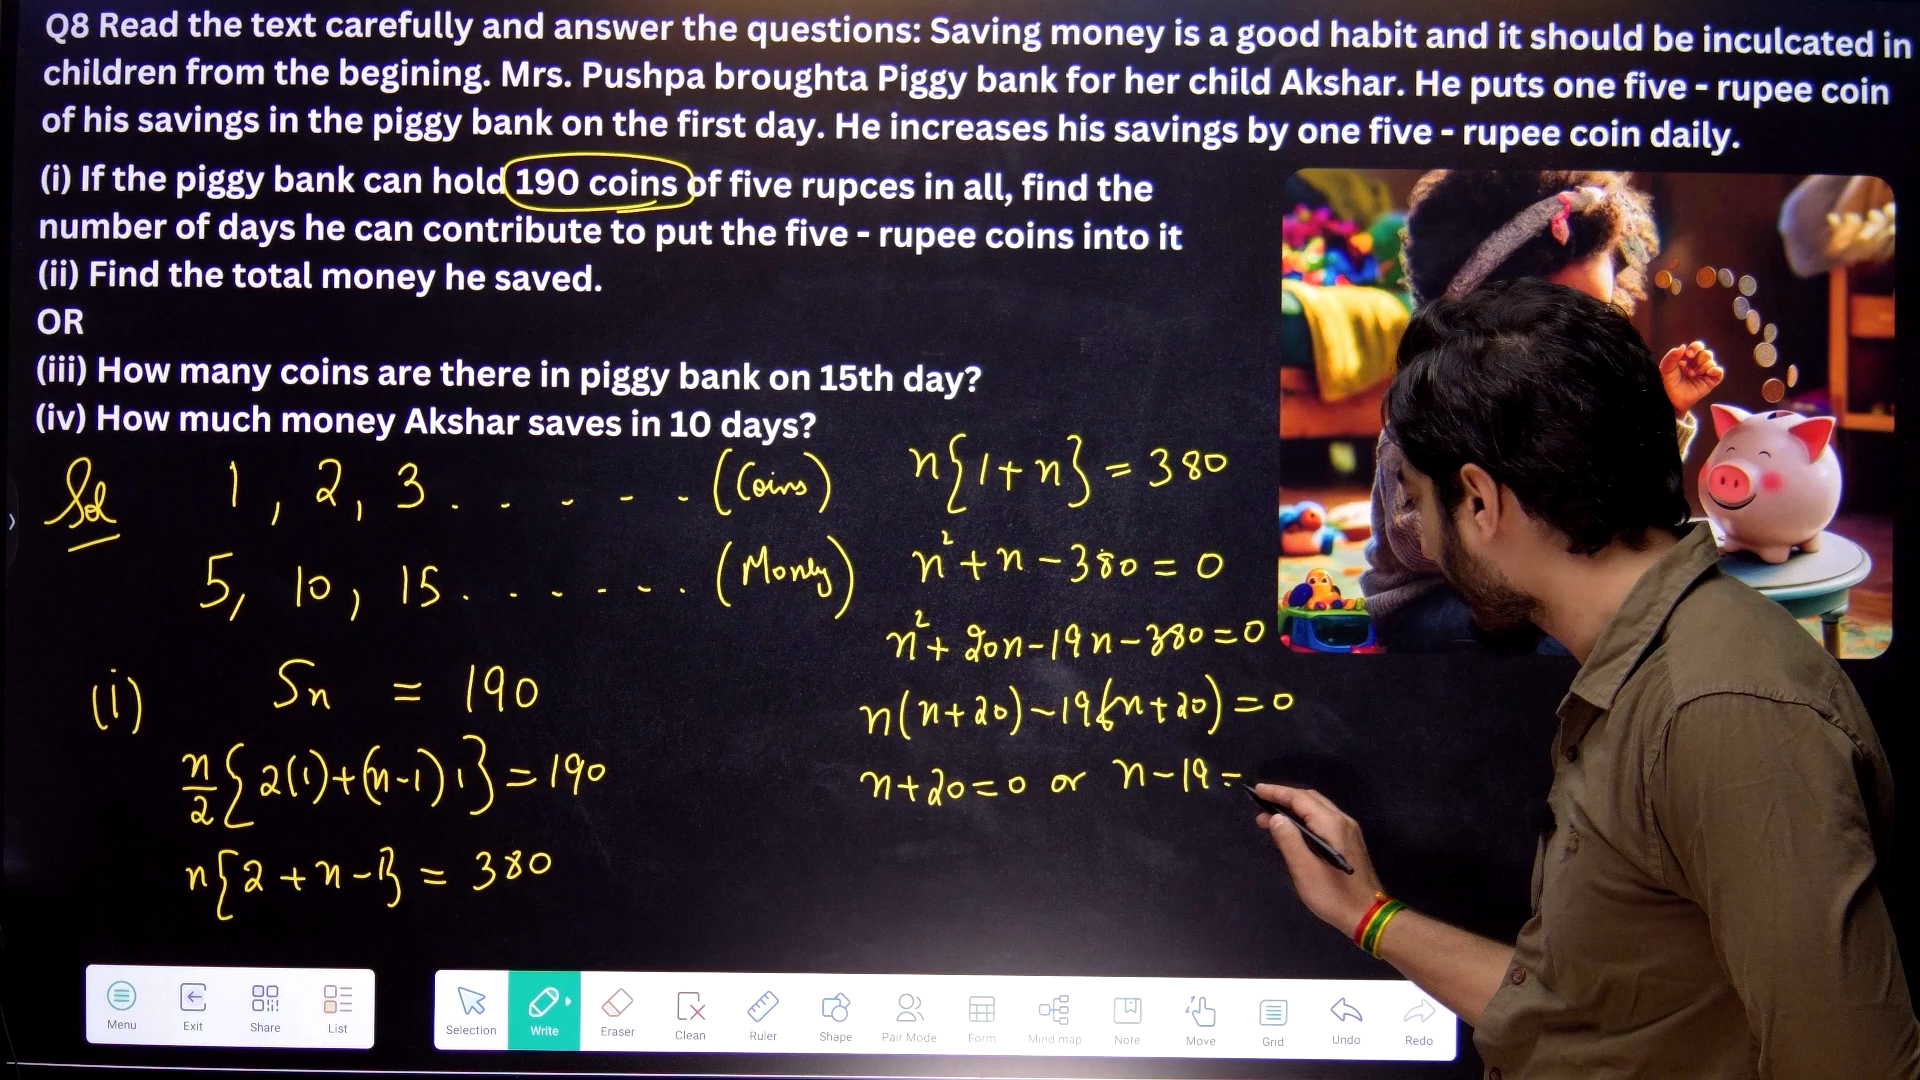 Q8 Read the text carefully and answer the questions: Saving money is a good habit and it should be inculcated in
children from the begining. Mrs. Pushpa broughta Piggy bank for her child Akshar. He puts one five - rupee coin
of his savings in the piggy bank on the first day. He increases his savings by one five - rupee coin daily.
(i) If the piggy bank can hold 190 coins of five rupces in all, find the
number of days he can contribute to put the five - rupee coins into it
(ii) Find the total money he saved.
OR
(iii) How many coins are there in piggy bank on 15th day?
(iv) How much money Akshar saves in 10 days?
Sol 1, 2, 3 . . . . . . (Coins)
5, 10, 15 . . . . . . . (Money)
(i) Sn = 190
n/2 {2(1)+(n-1)1} = 190
n{2+n-1} = 380
n{1+n} = 380
n²+n-380=0
n²+20n-19n-380=0
n(n+20)-19(n+20)=0
n+20=0 or n-19=
Menu Exit Share List Selection Write Eraser Clean Ruler Shape Pair Mode Form Mind map Note Move Grid Undo Redo